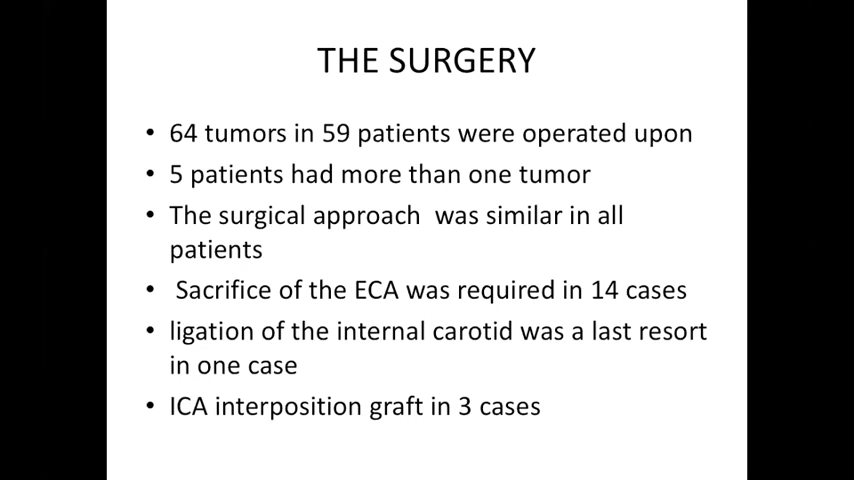 THE SURGERY
• 64 tumors in 59 patients were operated upon
• 5 patients had more than one tumor
• The surgical approach  was similar in all
patients
•  Sacrifice of the ECA was required in 14 cases
• ligation of the internal carotid was a last resort
in one case
• ICA interposition graft in 3 cases